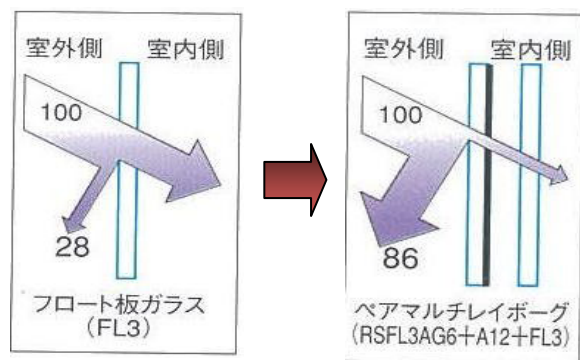 室外側 室内側
100
28
フロート板ガラス
(FL3)
室外側 室内側
100
86
ペアマルチレイボーグ
(RSFL3AG6+A12+FL3)